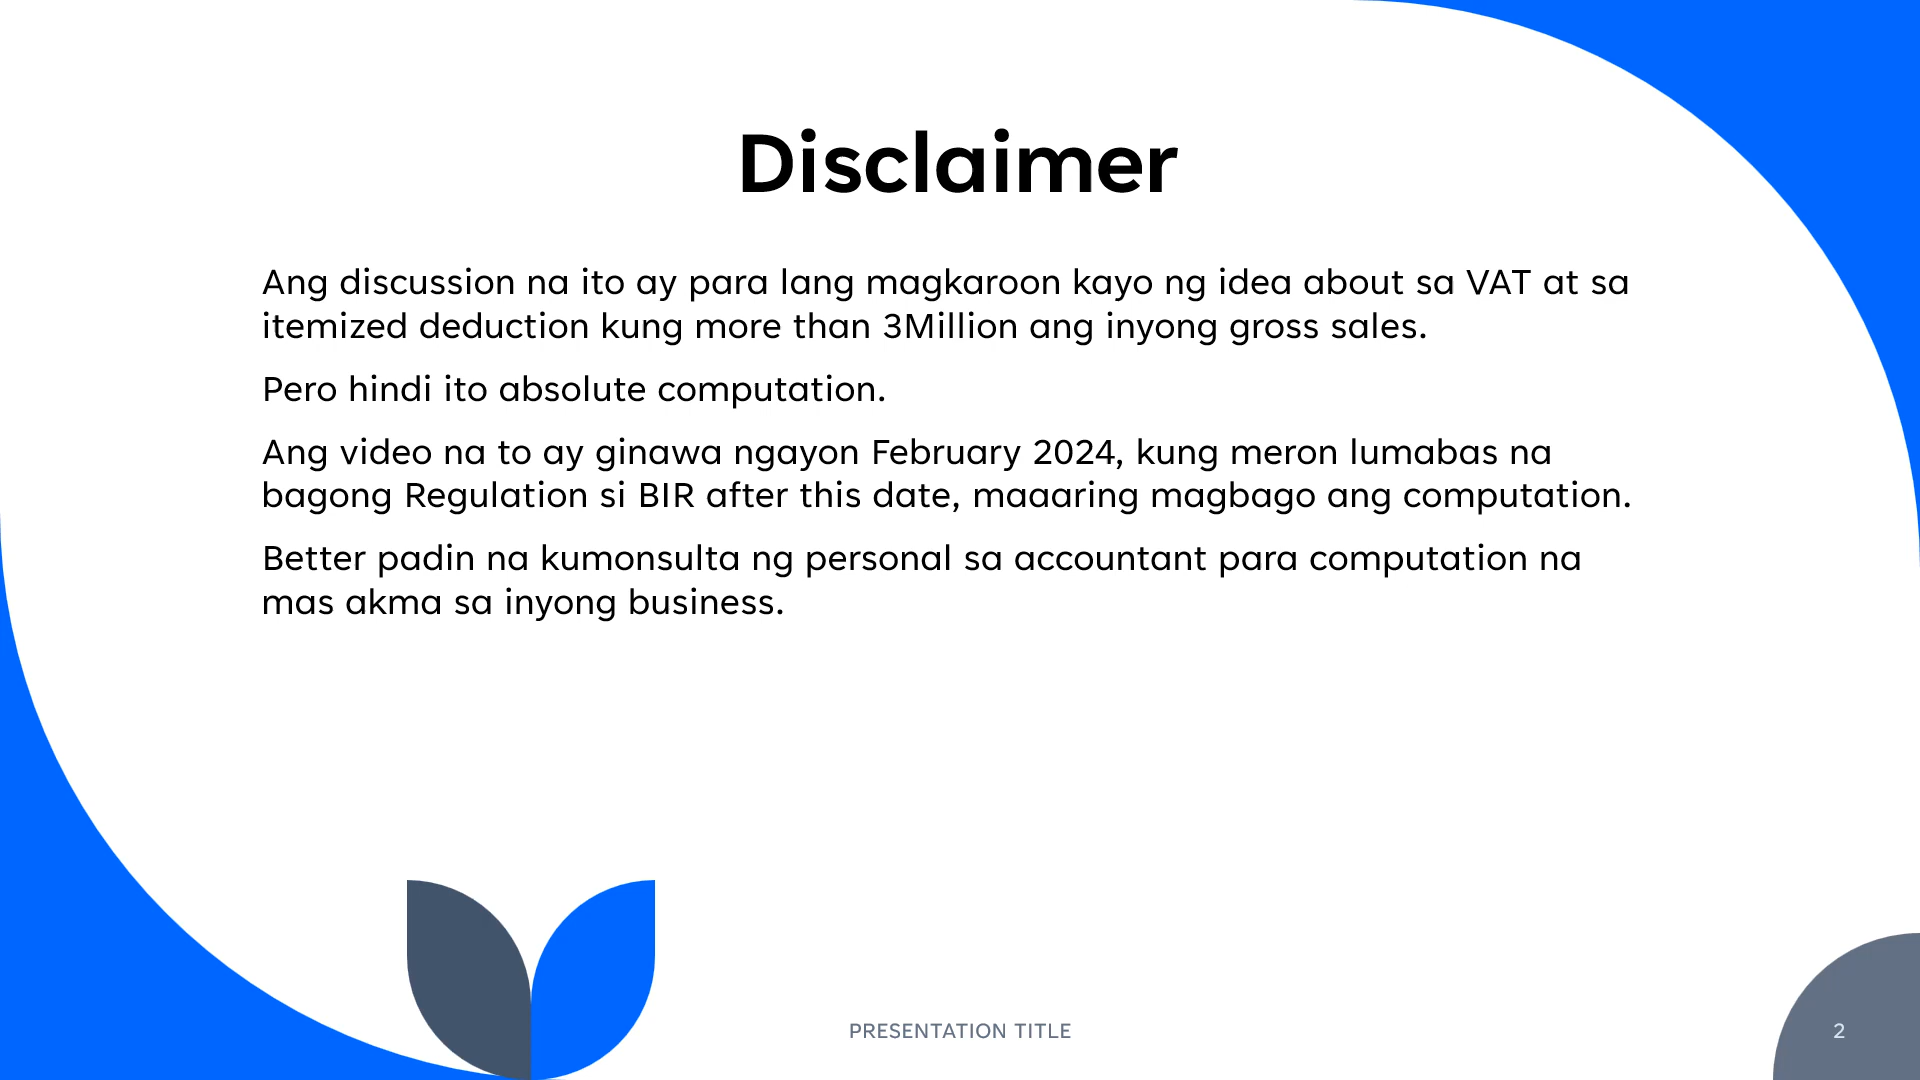 Disclaimer
Ang discussion na ito ay para lang magkaroon kayo ng idea about sa VAT at sa
itemized deduction kung more than 3Million ang inyong gross sales.
Pero hindi ito absolute computation.
Ang video na to ay ginawa ngayon February 2024, kung meron lumabas na
bagong Regulation si BIR after this date, maaaring magbago ang computation.
Better padin na kumonsulta ng personal sa accountant para computation na
mas akma sa inyong business.
PRESENTATION TITLE
2